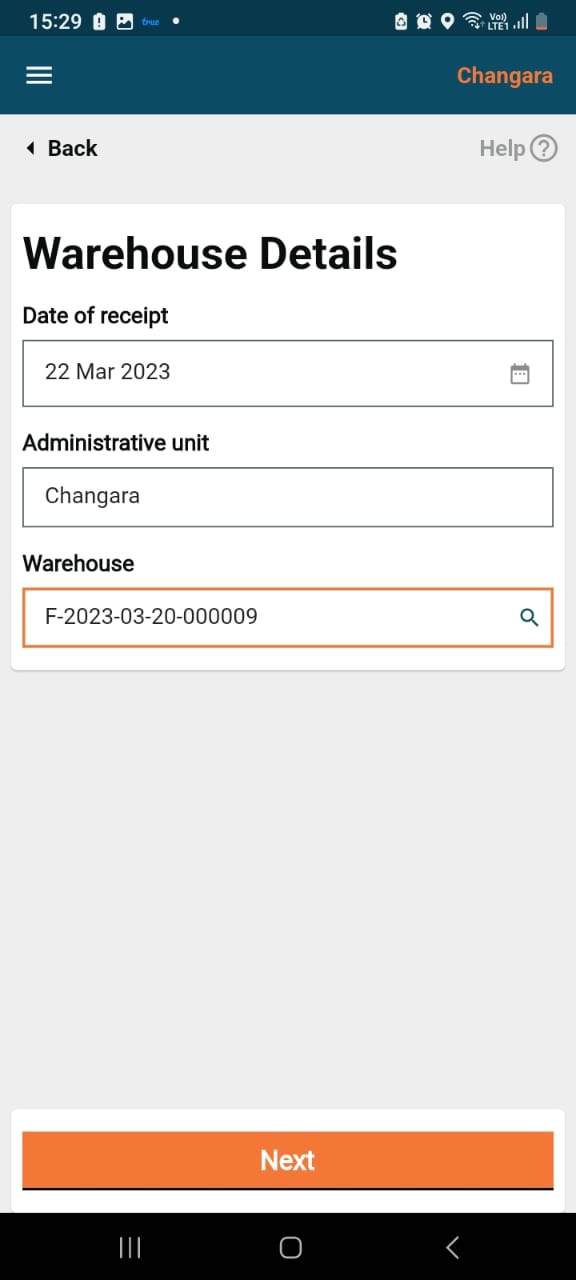 15:29 true Vo) LTE1
Changara
Back Help
Warehouse Details
Date of receipt
22 Mar 2023
Administrative unit
Changara
Warehouse
F-2023-03-20-000009
Next